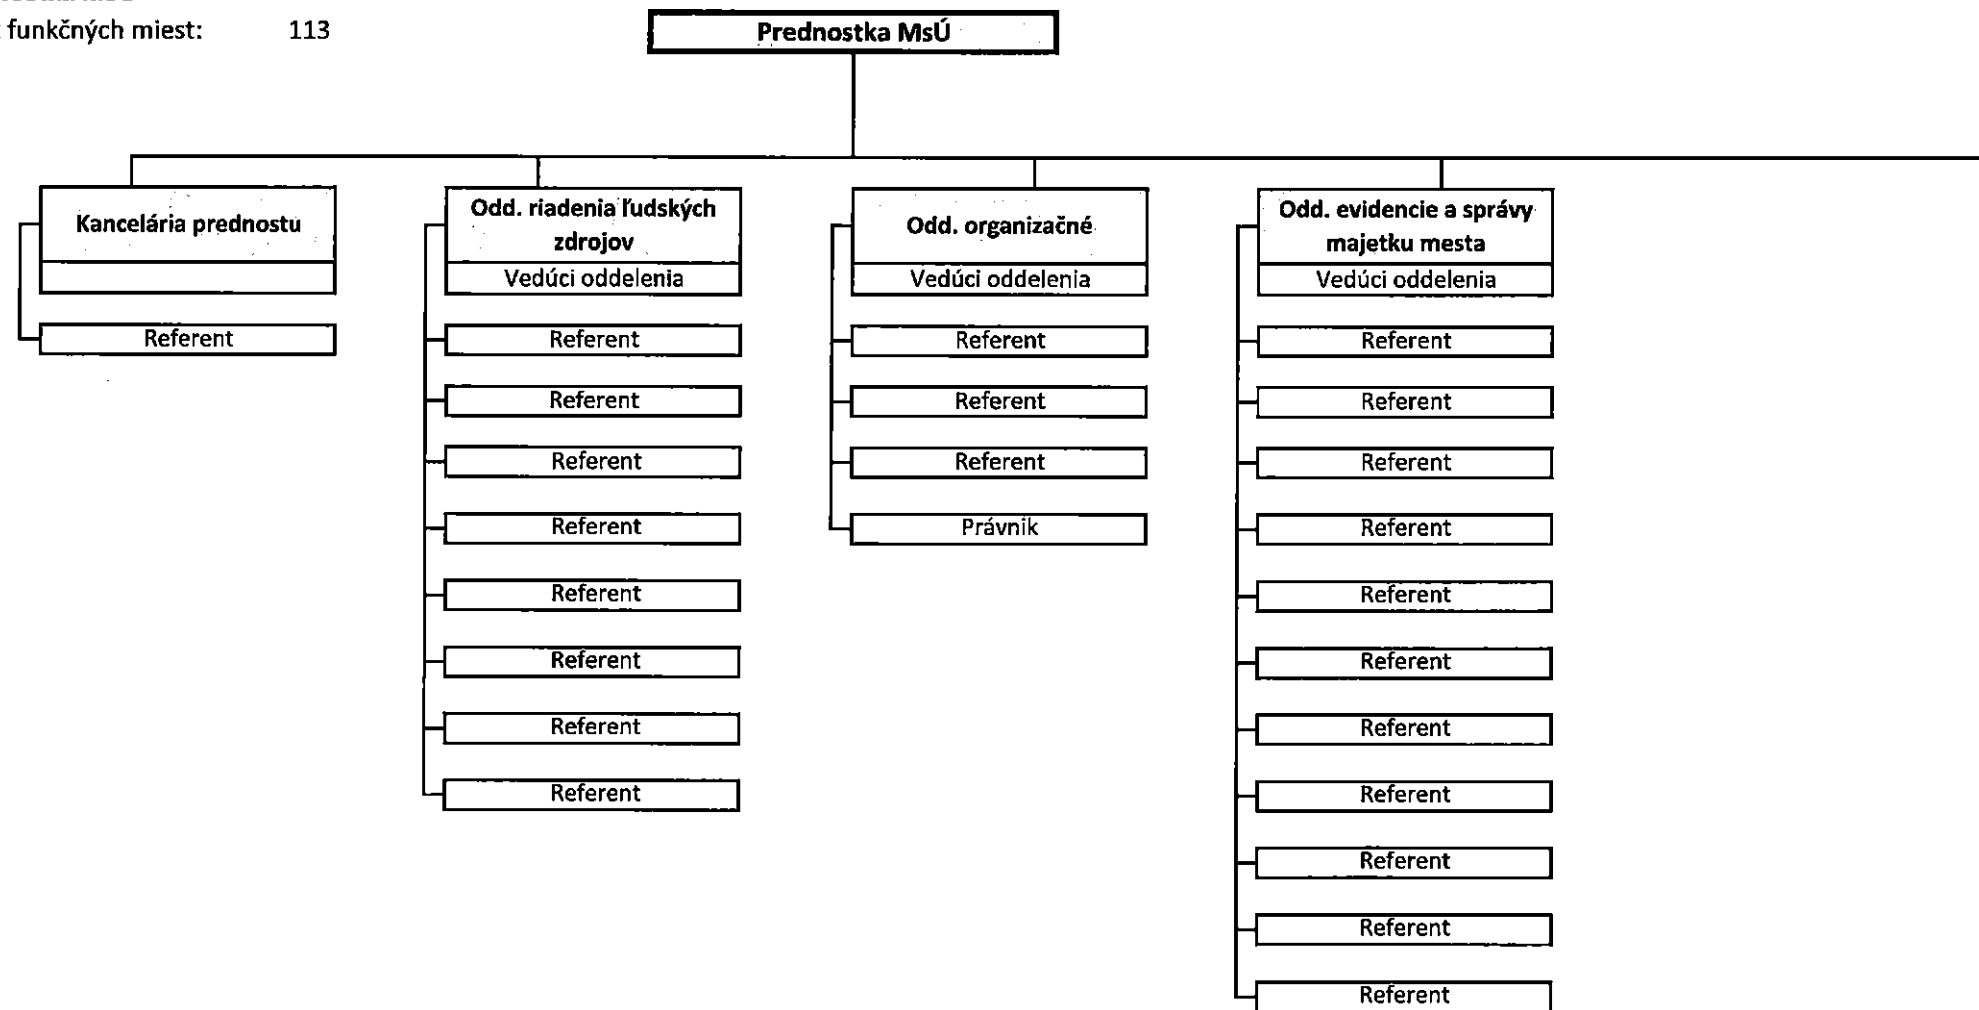 funkčných miest: 113
Prednostka MsÚ
Kancelária prednostu
Referent
Odd. riadenia ľudských
zdrojov
Vedúci oddelenia
Referent
Referent
Referent
Referent
Referent
Referent
Referent
Referent
Odd. organizačné
Vedúci oddelenia
Referent
Referent
Referent
Právnik
Odd. evidencie a správy
majetku mesta
Vedúci oddelenia
Referent
Referent
Referent
Referent
Referent
Referent
Referent
Referent
Referent
Referent
Referent